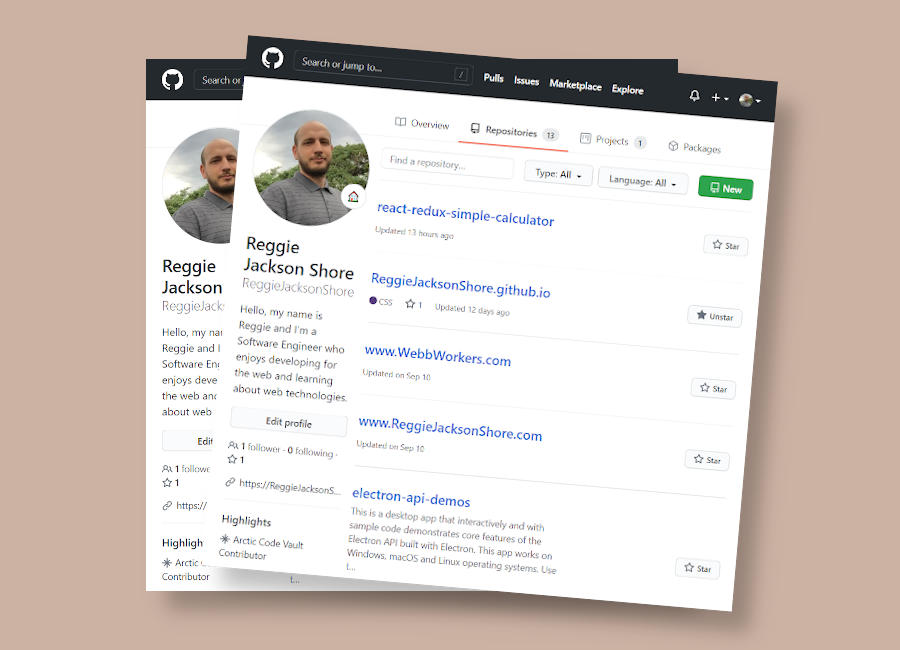 Search or
Reggie
Jackson
ReggieJacks
Hello, my
Reggie and I
Software
enjoys deve
the web and
about web
Edit
1 followe
1
https://
Highligh
Arctic
Contributor
t...
Search or jump to...
/
Pulls
Issues
Marketplace
Explore
Overview
Repositories 13
Projects 1
Packages
Find a repository...
Type: All
Language: All
New
Reggie
Jackson Shore
ReggieJacksonShore
Hello, my name is
Reggie and I'm a
Software Engineer who
enjoys developing for
the web and learning
about web technologies.
Edit profile
1 follower · 0 following ·
1
https://ReggieJacksonS...
Highlights
Arctic Code Vault
Contributor
react-redux-simple-calculator
Updated 13 hours ago
Star
ReggieJacksonShore.github.io
CSS 1 Updated 12 days ago
Unstar
www.WebbWorkers.com
Updated on Sep 10
Star
www.ReggieJacksonShore.com
Updated on Sep 10
Star
electron-api-demos
This is a desktop app that interactively and with
sample code demonstrates core features of the
Electron API built with Electron. This app works on
Windows, macOS and Linux operating systems. Use
t...
Star